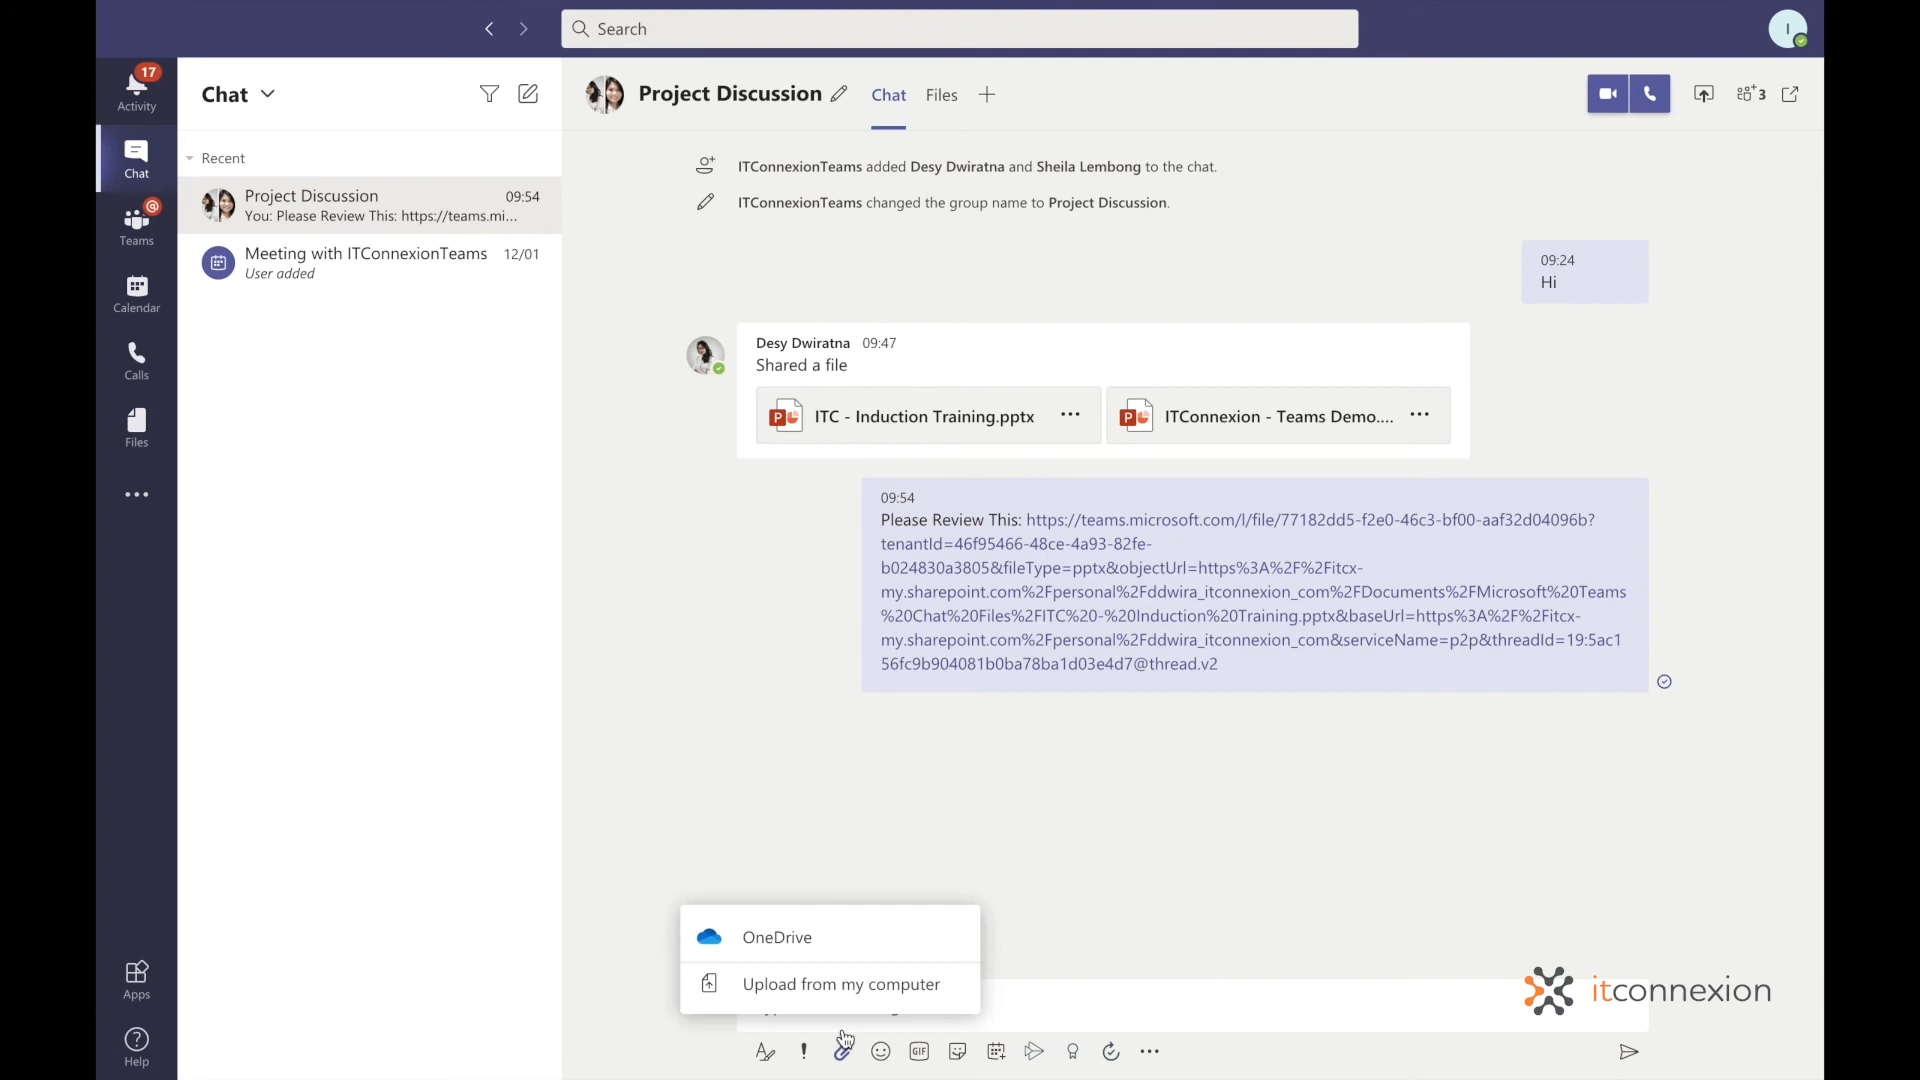 Search
I
17
Activity
Chat
Teams
Calendar
Calls
Files
Apps
Help
Chat
Recent
Project Discussion 09:54
You: Please Review This: https://teams.mi...
Meeting with ITConnexionTeams 12/01
User added
Project Discussion Chat Files
3
ITConnexionTeams added Desy Dwiratna and Sheila Lembong to the chat.
ITConnexionTeams changed the group name to Project Discussion.
09:24
Hi
Desy Dwiratna 09:47
Shared a file
ITC - Induction Training.pptx
ITConnexion - Teams Demo....
09:54
Please Review This: https://teams.microsoft.com/l/file/77182dd5-f2e0-46c3-bf00-aaf32d04096b?
tenantId=46f95466-48ce-4a93-82fe-
b024830a3805&fileType=pptx&objectUrl=https%3A%2F%2Fitcx-
my.sharepoint.com%2Fpersonal%2Fddwira_itconnexion_com%2FDocuments%2FMicrosoft%20Teams
%20Chat%20Files%2FITC%20-%20Induction%20Training.pptx&baseUrl=https%3A%2F%2Fitcx-
my.sharepoint.com%2Fpersonal%2Fddwira_itconnexion_com&serviceName=p2p&threadId=19:5ac1
56fc9b904081b0ba78ba1d03e4d7@thread.v2
OneDrive
Upload from my computer
itconnexion
GIF